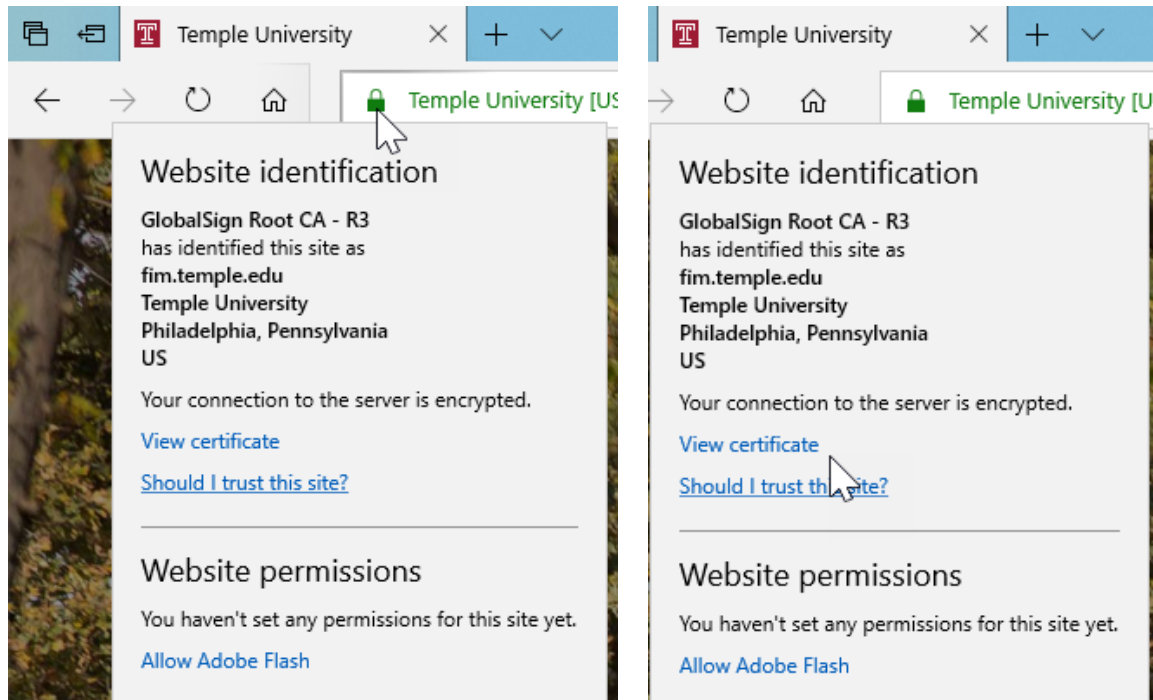 Temple University
Temple University [US
Website identification
GlobalSign Root CA - R3
has identified this site as
fim.temple.edu
Temple University
Philadelphia, Pennsylvania
US
Your connection to the server is encrypted.
View certificate
Should I trust this site?
Website permissions
You haven't set any permissions for this site yet.
Allow Adobe Flash
Temple University
Temple University [U
Website identification
GlobalSign Root CA - R3
has identified this site as
fim.temple.edu
Temple University
Philadelphia, Pennsylvania
US
Your connection to the server is encrypted.
View certificate
Should I trust this site?
Website permissions
You haven't set any permissions for this site yet.
Allow Adobe Flash